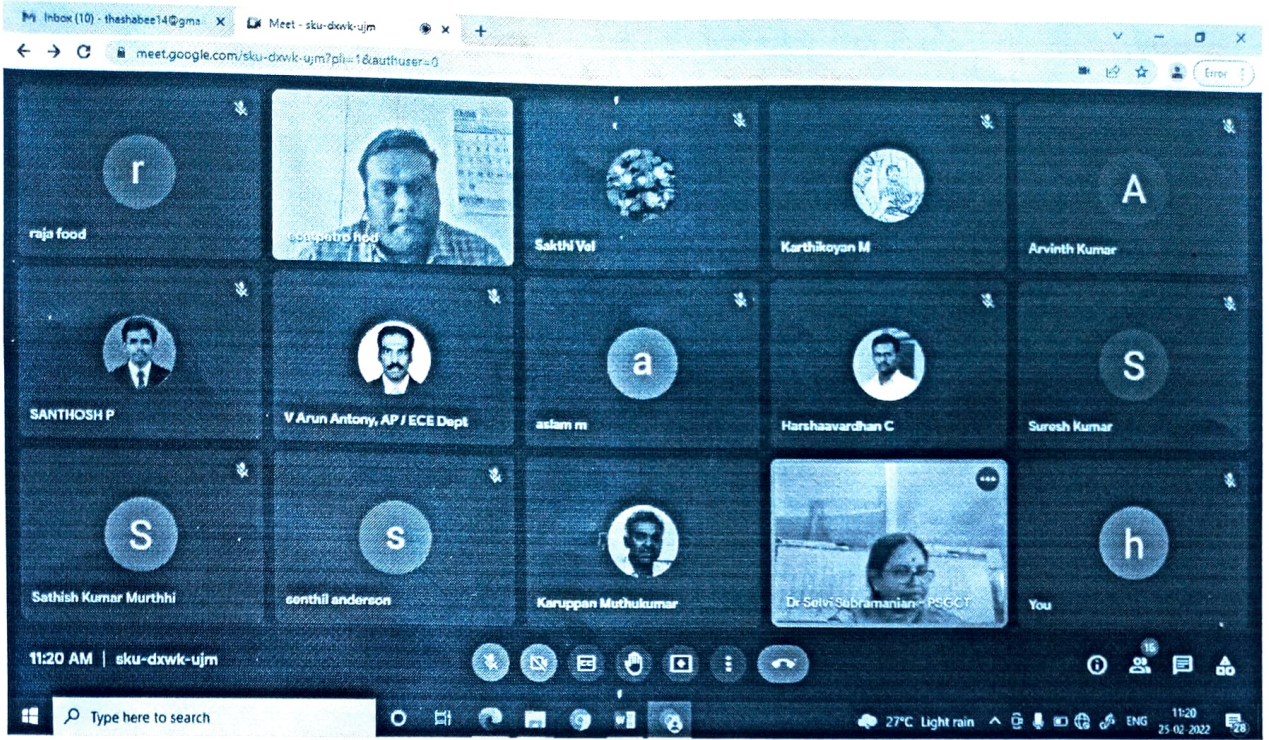 Inbox (10) - thashabee14@gma
Meet - sku-dxwk-ujm
meet.google.com/sku-dxwk-ujm?pli=1&authuser=0
Error
r
raja food
computro hod
Sakthi Vel
Karthikeyan M
A
Arvinth Kumar
SANTHOSH P
V Arun Antony, AP / ECE Dept
a
aslam m
Harshaavardhan C
S
Suresh Kumar
S
Sathish Kumar Murthhi
s
senthil anderson
Karuppan Muthukumar
Dr Selvi Subramanian - PSGCT
h
You
11:20 AM | sku-dxwk-ujm
16
Type here to search
27°C Light rain
ENG
11:20
25-02-2022
28